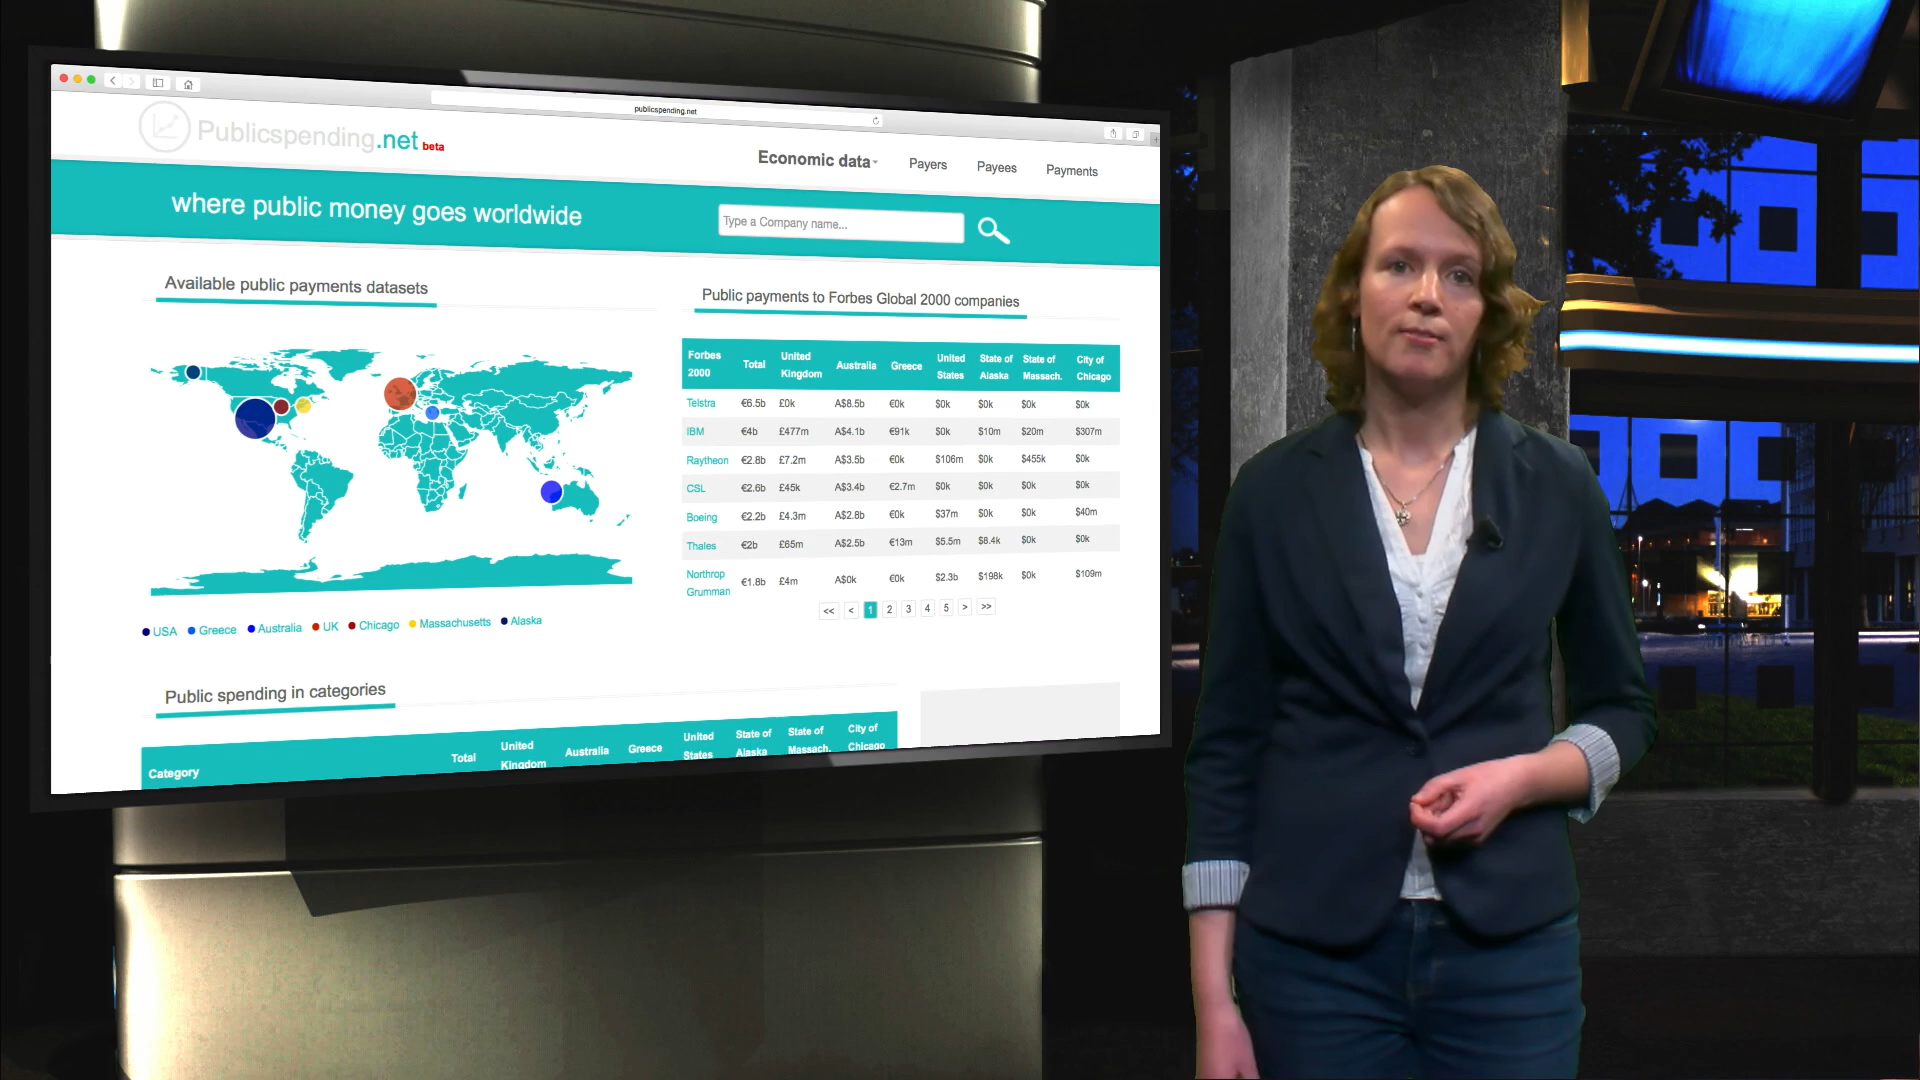 publicspending.net
Publicspending.net beta
Economic data Payers Payees Payments
where public money goes worldwide
Type a Company name...
Available public payments datasets
USA Greece Australia UK Chicago Massachusetts Alaska
Public payments to Forbes Global 2000 companies
Forbes 2000 Total United Kingdom Australia Greece United States State of Alaska State of Massach. City of Chicago
Telstra €6.5b £0k A$8.5b €0k $0k $0k $0k $0k
IBM €4b £477m A$4.1b €91k $0k $10m $20m $307m
Raytheon €2.8b £7.2m A$3.5b €0k $106m $0k $455k $0k
CSL €2.6b £45k A$3.4b €2.7m $0k $0k $0k $0k
Boeing €2.2b £4.3m A$2.8b €0k $37m $0k $0k $40m
Thales €2b £65m A$2.5b €13m $5.5m $8.4k $0k $0k
Northrop Grumman €1.8b £4m A$0k €0k $2.3b $198k $0k $109m
<< < 1 2 3 4 5 > >>
Public spending in categories
Category Total United Kingdom Australia Greece United States State of Alaska State of Massach. City of Chicago